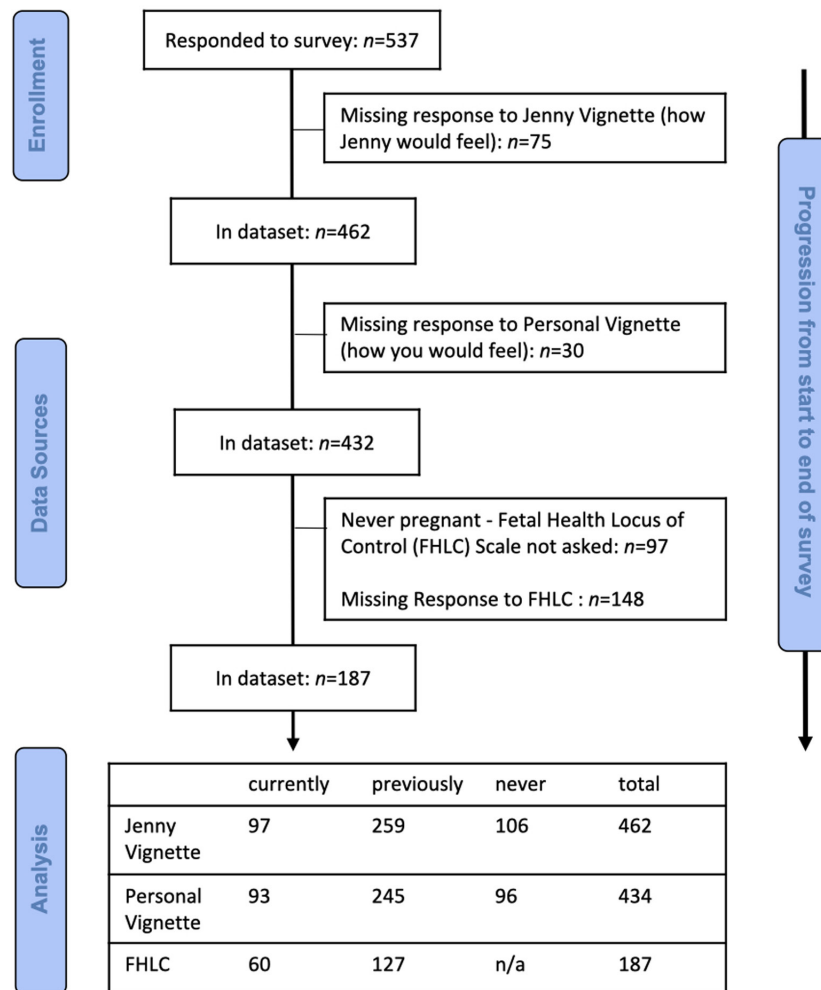 Enrollment
Responded to survey: n=537
Missing response to Jenny Vignette (how
Jenny would feel): n=75
In dataset: n=462
Progression from start to end of survey
Data Sources
Missing response to Personal Vignette
(how you would feel): n=30
In dataset: n=432
Never pregnant - Fetal Health Locus of
Control (FHLC) Scale not asked: n=97
Missing Response to FHLC : n=148
In dataset: n=187
Analysis
currently previously never total
Jenny
Vignette 97 259 106 462
Personal
Vignette 93 245 96 434
FHLC 60 127 n/a 187